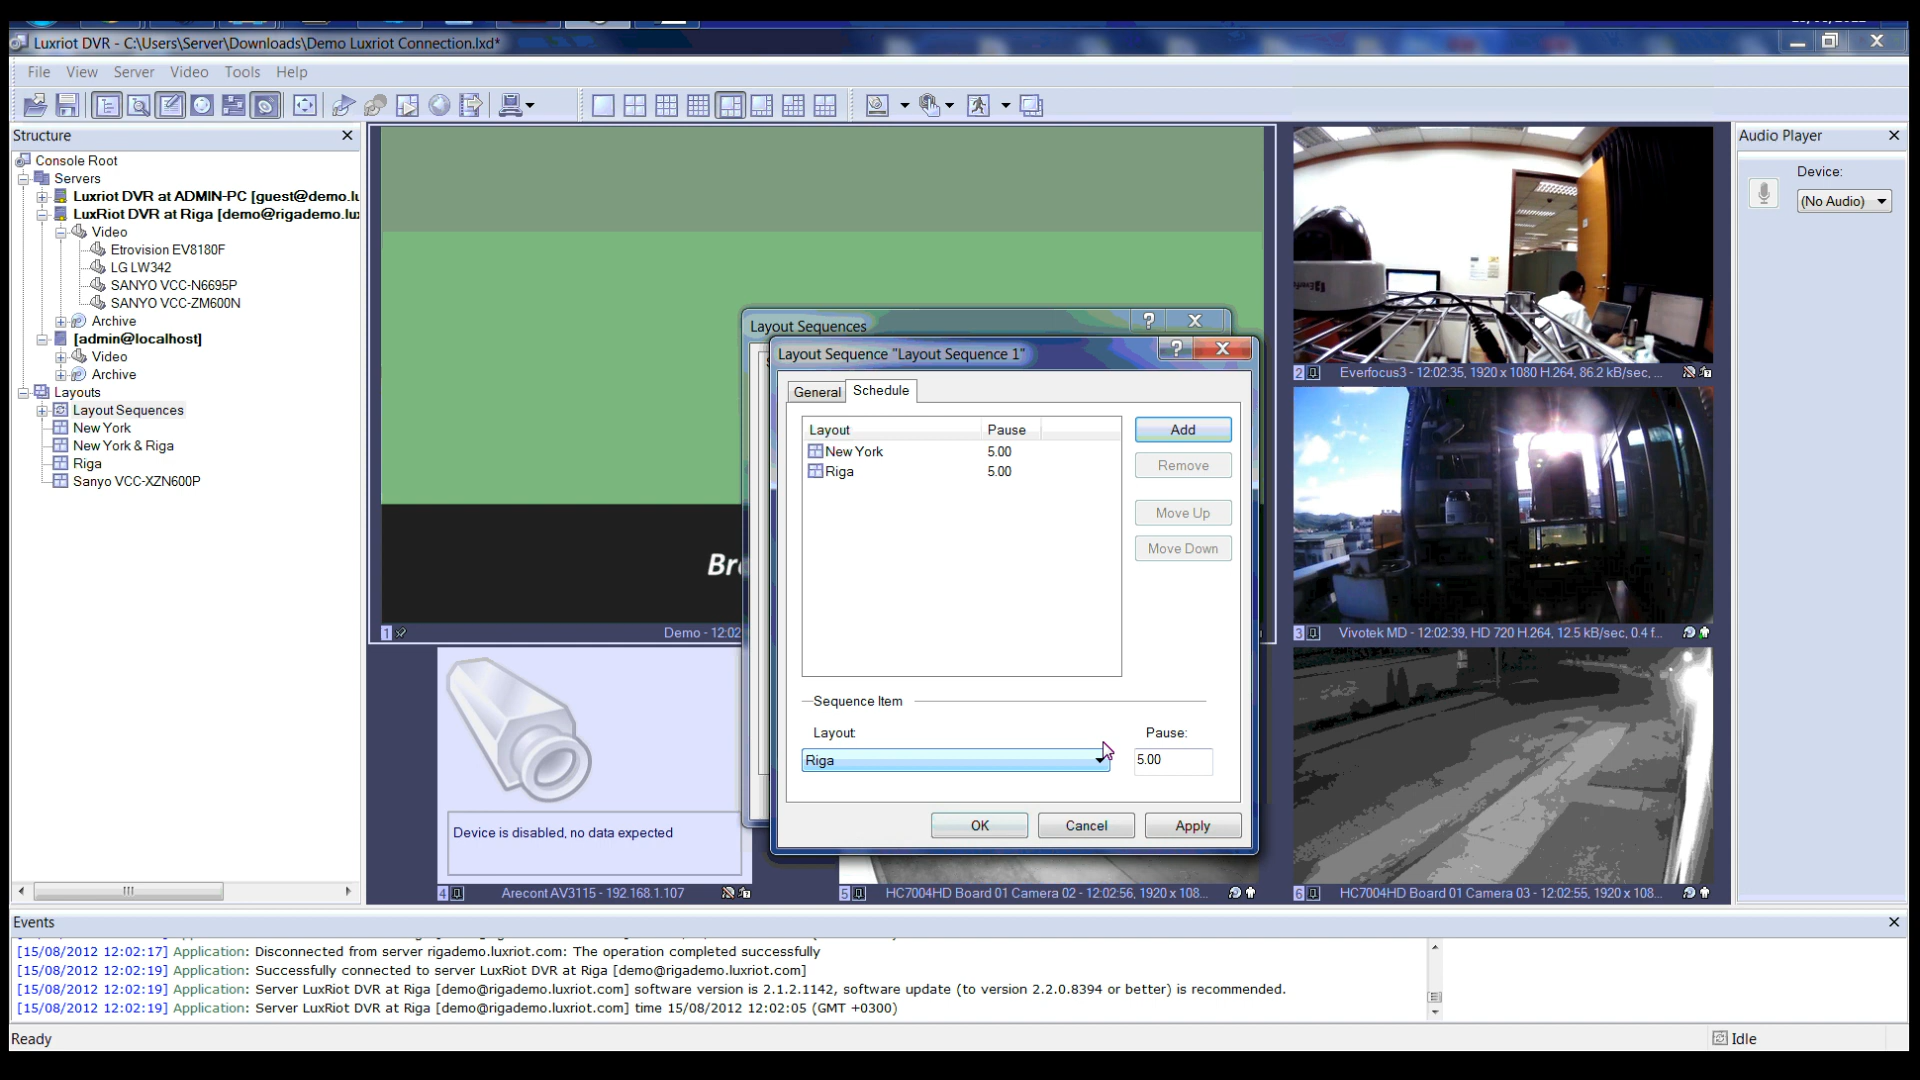 Luxriot DVR - C:\Users\Server\Downloads\Demo Luxriot Connection.lxd*
File View Server Video Tools Help
Structure
Console Root
Servers
Luxriot DVR at ADMIN-PC [guest@demo.lu
LuxRiot DVR at Riga [demo@rigademo.lux
Video
Etrovision EV8180F
LG LW342
SANYO VCC-N6695P
SANYO VCC-ZM600N
Archive
[admin@localhost]
Video
Archive
Layouts
Layout Sequences
New York
New York & Riga
Riga
Sanyo VCC-XZN600P
Bro
1 Demo - 12:02
Device is disabled, no data expected
4 Arecont AV3115 - 192.168.1.107
Layout Sequences
?
Layout Sequence "Layout Sequence 1"
?
General Schedule
Layout Pause
New York 5.00
Riga 5.00
Add
Remove
Move Up
Move Down
Sequence Item
Layout: Pause:
Riga 5.00
OK Cancel Apply
5 HC7004HD Board 01 Camera 02 - 12:02:56, 1920 x 108...
2 Everfocus3 - 12:02:35, 1920 x 1080 H.264, 86.2 kB/sec, ...
3 Vivotek MD - 12:02:39, HD 720 H.264, 12.5 kB/sec, 0.4 f...
6 HC7004HD Board 01 Camera 03 - 12:02:55, 1920 x 108...
Audio Player
Device:
(No Audio)
Events
[15/08/2012 12:02:17] Application: Disconnected from server rigademo.luxriot.com: The operation completed successfully
[15/08/2012 12:02:19] Application: Successfully connected to server LuxRiot DVR at Riga [demo@rigademo.luxriot.com]
[15/08/2012 12:02:19] Application: Server LuxRiot DVR at Riga [demo@rigademo.luxriot.com] software version is 2.1.2.1142, software update (to version 2.2.0.8394 or better) is recommended.
[15/08/2012 12:02:19] Application: Server LuxRiot DVR at Riga [demo@rigademo.luxriot.com] time 15/08/2012 12:02:05 (GMT +0300)
Ready
Idle